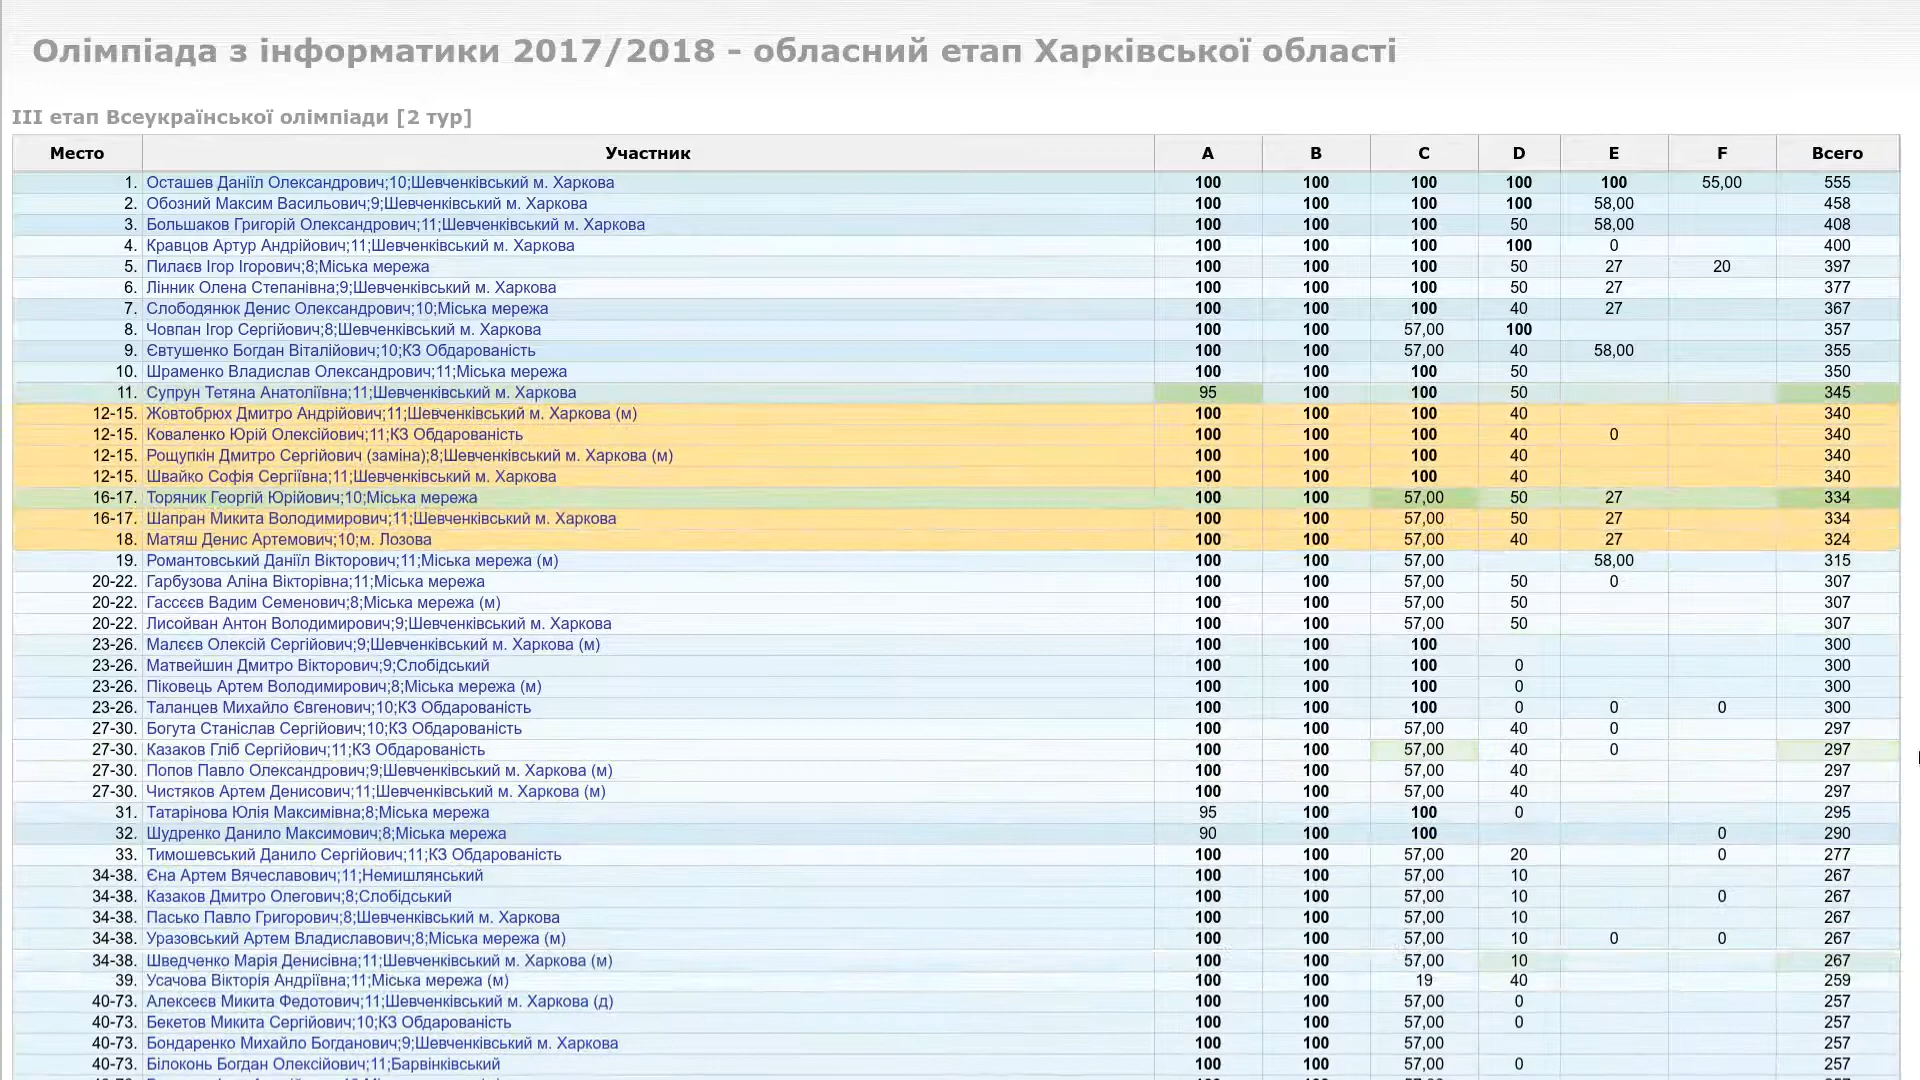 Олімпіада з інформатики 2017/2018 - обласний етап Харківської області
III етап Всеукраїнської олімпіади [2 тур]
Место Участник A B C D E F Всего
1. Осташев Даніїл Олександрович;10;Шевченківський м. Харкова 100 100 100 100 100 55,00 555
2. Обозний Максим Васильович;9;Шевченківський м. Харкова 100 100 100 100 58,00 458
3. Большаков Григорій Олександрович;11;Шевченківський м. Харкова 100 100 100 50 58,00 408
4. Кравцов Артур Андрійович;11;Шевченківський м. Харкова 100 100 100 100 0 400
5. Пилаєв Ігор Ігорович;8;Міська мережа 100 100 100 50 27 20 397
6. Лінник Олена Степанівна;9;Шевченківський м. Харкова 100 100 100 50 27 377
7. Слободянюк Денис Олександрович;10;Міська мережа 100 100 100 40 27 367
8. Човпан Ігор Сергійович;8;Шевченківський м. Харкова 100 100 57,00 100 357
9. Євтушенко Богдан Віталійович;10;КЗ Обдарованість 100 100 57,00 40 58,00 355
10. Шраменко Владислав Олександрович;11;Міська мережа 100 100 100 50 350
11. Супрун Тетяна Анатоліївна;11;Шевченківський м. Харкова 95 100 100 50 345
12-15. Жовтобрюх Дмитро Андрійович;11;Шевченківський м. Харкова (м) 100 100 100 40 340
12-15. Коваленко Юрій Олексійович;11;КЗ Обдарованість 100 100 100 40 0 340
12-15. Рощупкін Дмитро Сергійович (заміна);8;Шевченківський м. Харкова (м) 100 100 100 40 340
12-15. Швайко Софія Сергіївна;11;Шевченківський м. Харкова 100 100 100 40 340
16-17. Торяник Георгій Юрійович;10;Міська мережа 100 100 57,00 50 27 334
16-17. Шапран Микита Володимирович;11;Шевченківський м. Харкова 100 100 57,00 50 27 334
18. Матяш Денис Артемович;10;м. Лозова 100 100 57,00 40 27 324
19. Романтовський Даніїл Вікторович;11;Міська мережа (м) 100 100 57,00 58,00 315
20-22. Гарбузова Аліна Вікторівна;11;Міська мережа 100 100 57,00 50 0 307
20-22. Гассєєв Вадим Семенович;8;Міська мережа (м) 100 100 57,00 50 307
20-22. Лисойван Антон Володимирович;9;Шевченківський м. Харкова 100 100 57,00 50 307
23-26. Малєєв Олексій Сергійович;9;Шевченківський м. Харкова (м) 100 100 100 300
23-26. Матвейшин Дмитро Вікторович;9;Слобідський 100 100 100 0 300
23-26. Піковець Артем Володимирович;8;Міська мережа (м) 100 100 100 0 300
23-26. Таланцев Михайло Євгенович;10;КЗ Обдарованість 100 100 100 0 0 0 300
27-30. Богута Станіслав Сергійович;10;КЗ Обдарованість 100 100 57,00 40 0 297
27-30. Казаков Гліб Сергійович;11;КЗ Обдарованість 100 100 57,00 40 0 297
27-30. Попов Павло Олександрович;9;Шевченківський м. Харкова (м) 100 100 57,00 40 297
27-30. Чистяков Артем Денисович;11;Шевченківський м. Харкова (м) 100 100 57,00 40 297
31. Татарінова Юлія Максимівна;8;Міська мережа 95 100 100 0 295
32. Шудренко Данило Максимович;8;Міська мережа 90 100 100 0 290
33. Тимошевський Данило Сергійович;11;КЗ Обдарованість 100 100 57,00 20 0 277
34-38. Єна Артем Вячеславович;11;Немишлянський 100 100 57,00 10 267
34-38. Казаков Дмитро Олегович;8;Слобідський 100 100 57,00 10 0 267
34-38. Пасько Павло Григорович;8;Шевченківський м. Харкова 100 100 57,00 10 267
34-38. Уразовський Артем Владиславович;8;Міська мережа (м) 100 100 57,00 10 0 0 267
34-38. Шведченко Марія Денисівна;11;Шевченківський м. Харкова (м) 100 100 57,00 10 267
39. Усачова Вікторія Андріївна;11;Міська мережа (м) 100 100 19 40 259
40-73. Алексеєв Микита Федотович;11;Шевченківський м. Харкова (д) 100 100 57,00 0 257
40-73. Бекетов Микита Сергійович;10;КЗ Обдарованість 100 100 57,00 0 257
40-73. Бондаренко Михайло Богданович;9;Шевченківський м. Харкова 100 100 57,00 257
40-73. Білоконь Богдан Олексійович;11;Барвінківський 100 100 57,00 0 257